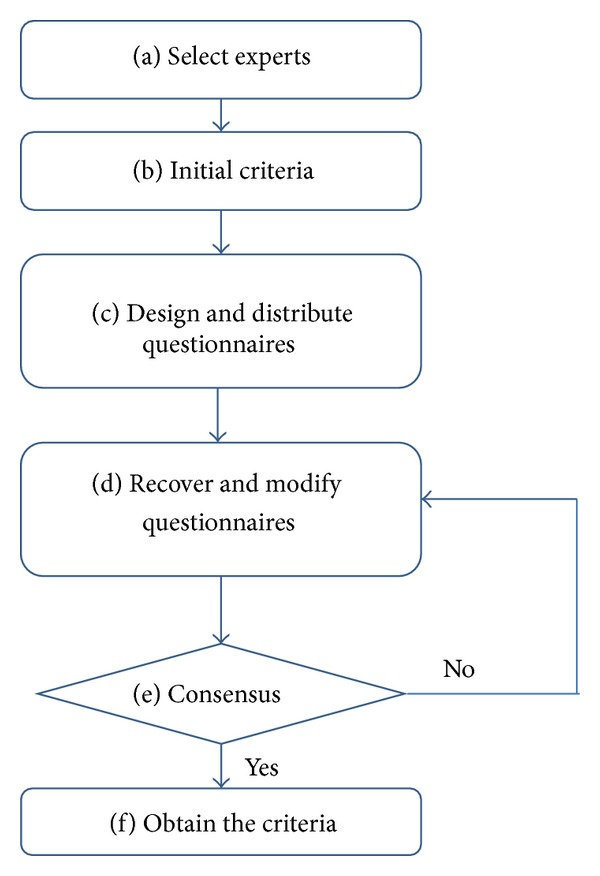 (a) Select experts
(b) Initial criteria
(c) Design and distribute
questionnaires
(d) Recover and modify
questionnaires
No
(e) Consensus
Yes
(f) Obtain the criteria